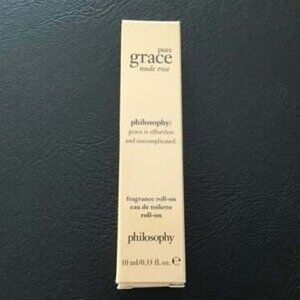 pure
grace
nude rose
philosophy:
grace is effortless
and uncomplicated.
fragrance roll-on
eau de toilette
roll-on
philosophy
10 ml/0.33 fl. oz. ℮